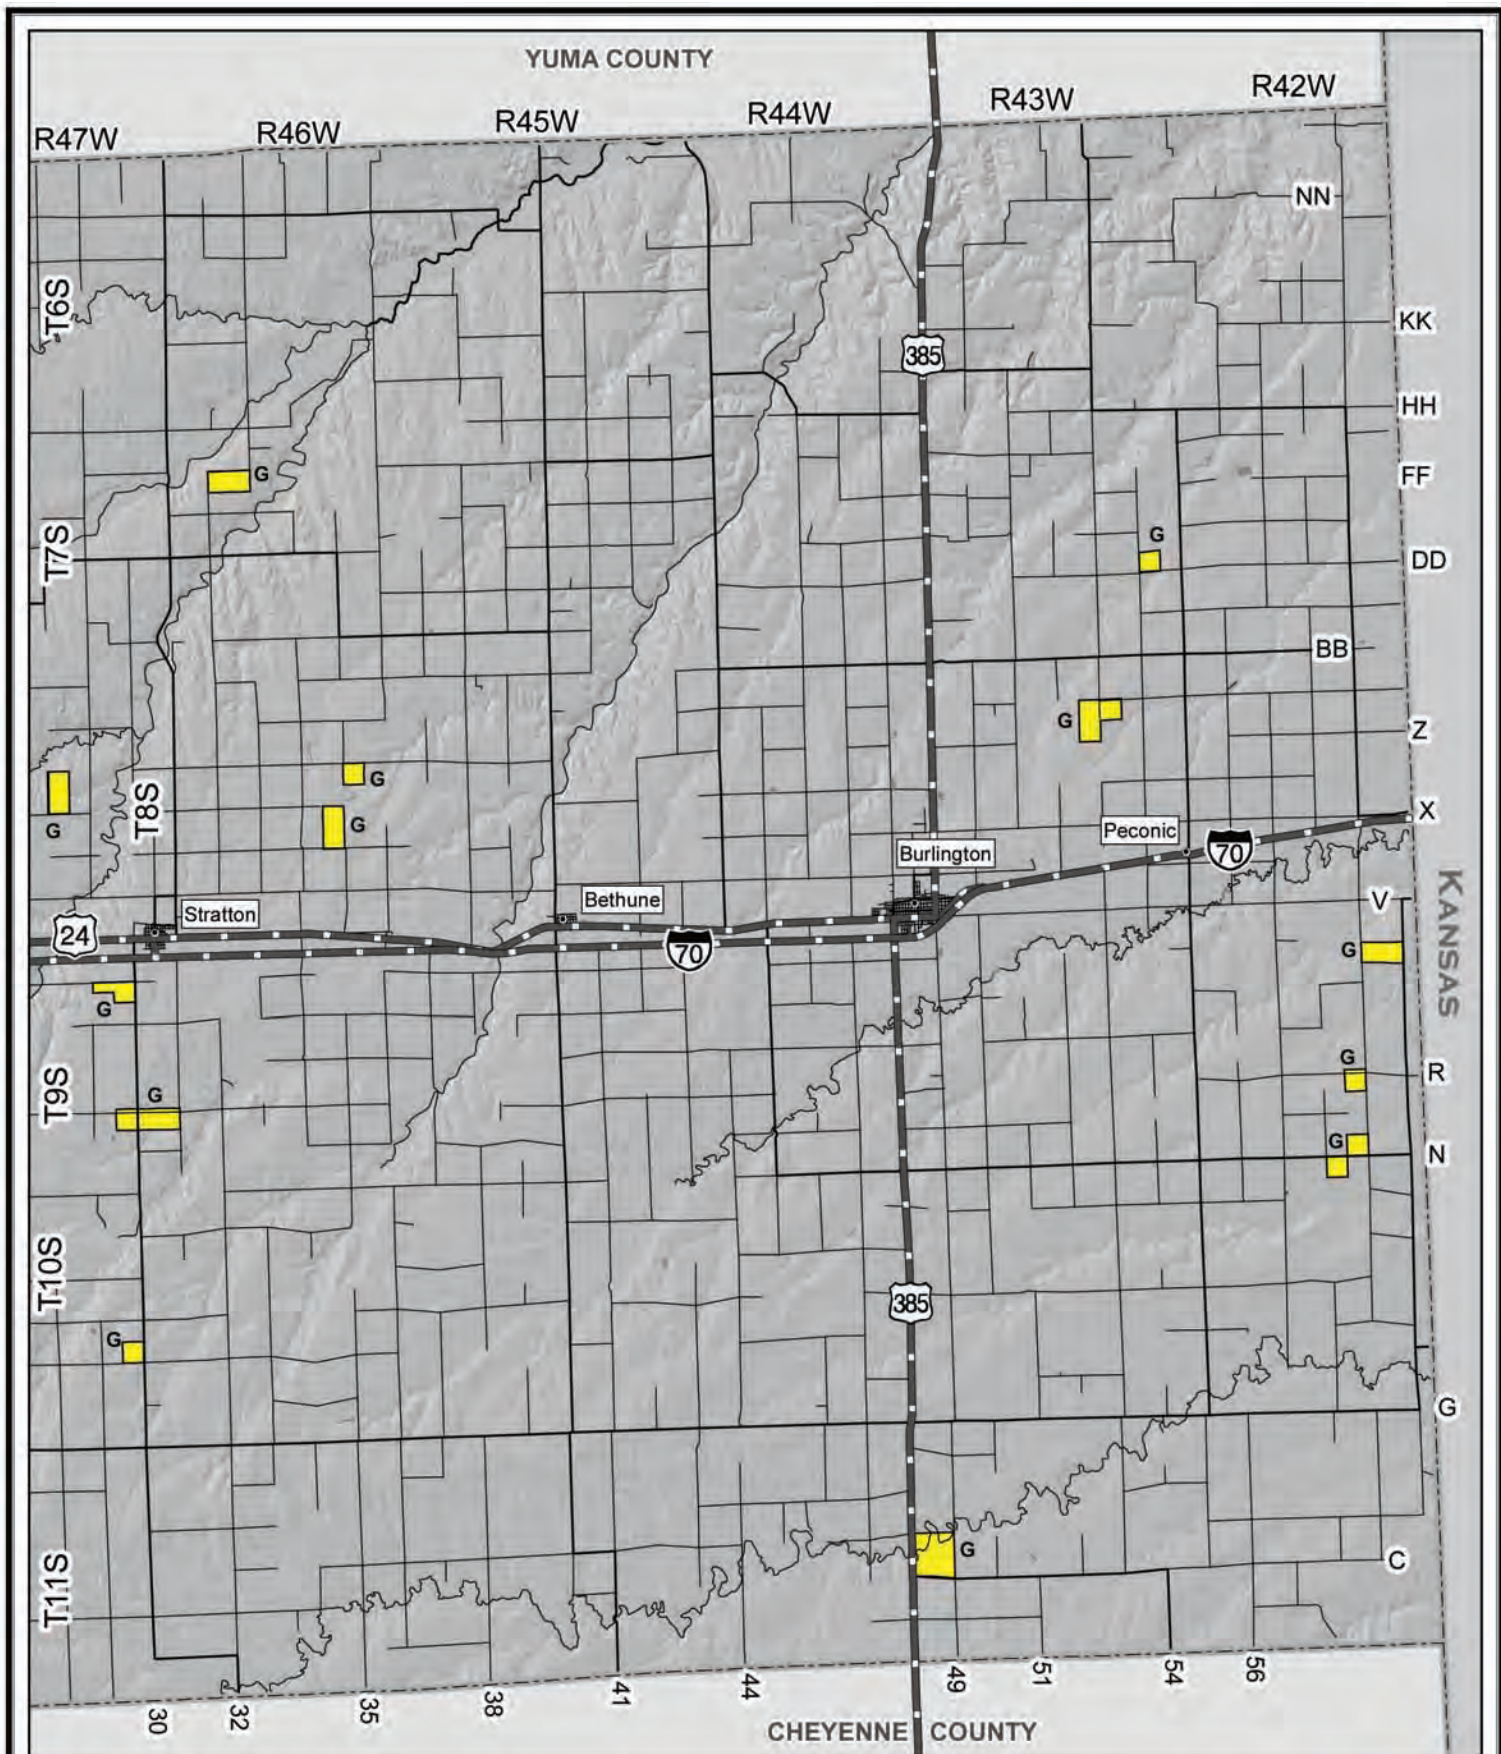 YUMA COUNTY
R47W
R46W
R45W
R44W
R43W
R42W
NN
T6S
KK
385
HH
G
FF
T7S
G
DD
BB
G
Z
G
G
T8S
G
X
Peconic
70
Burlington
Bethune
V
Stratton
24
70
G
KANSAS
G
G
R
T9S
G
G
N
T10S
385
G
G
G
C
T11S
30
32
35
38
41
44
49
51
54
56
CHEYENNE COUNTY